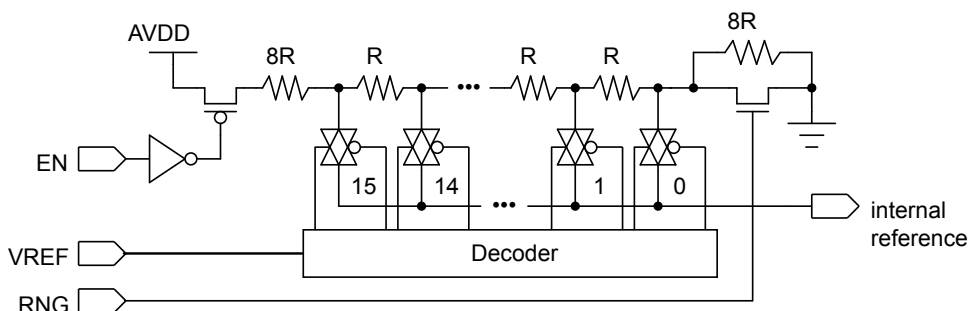 8R
AVDD
8R R R R
•••
EN
15 14 1 0
•••
internal
reference
VREF
Decoder
RNG